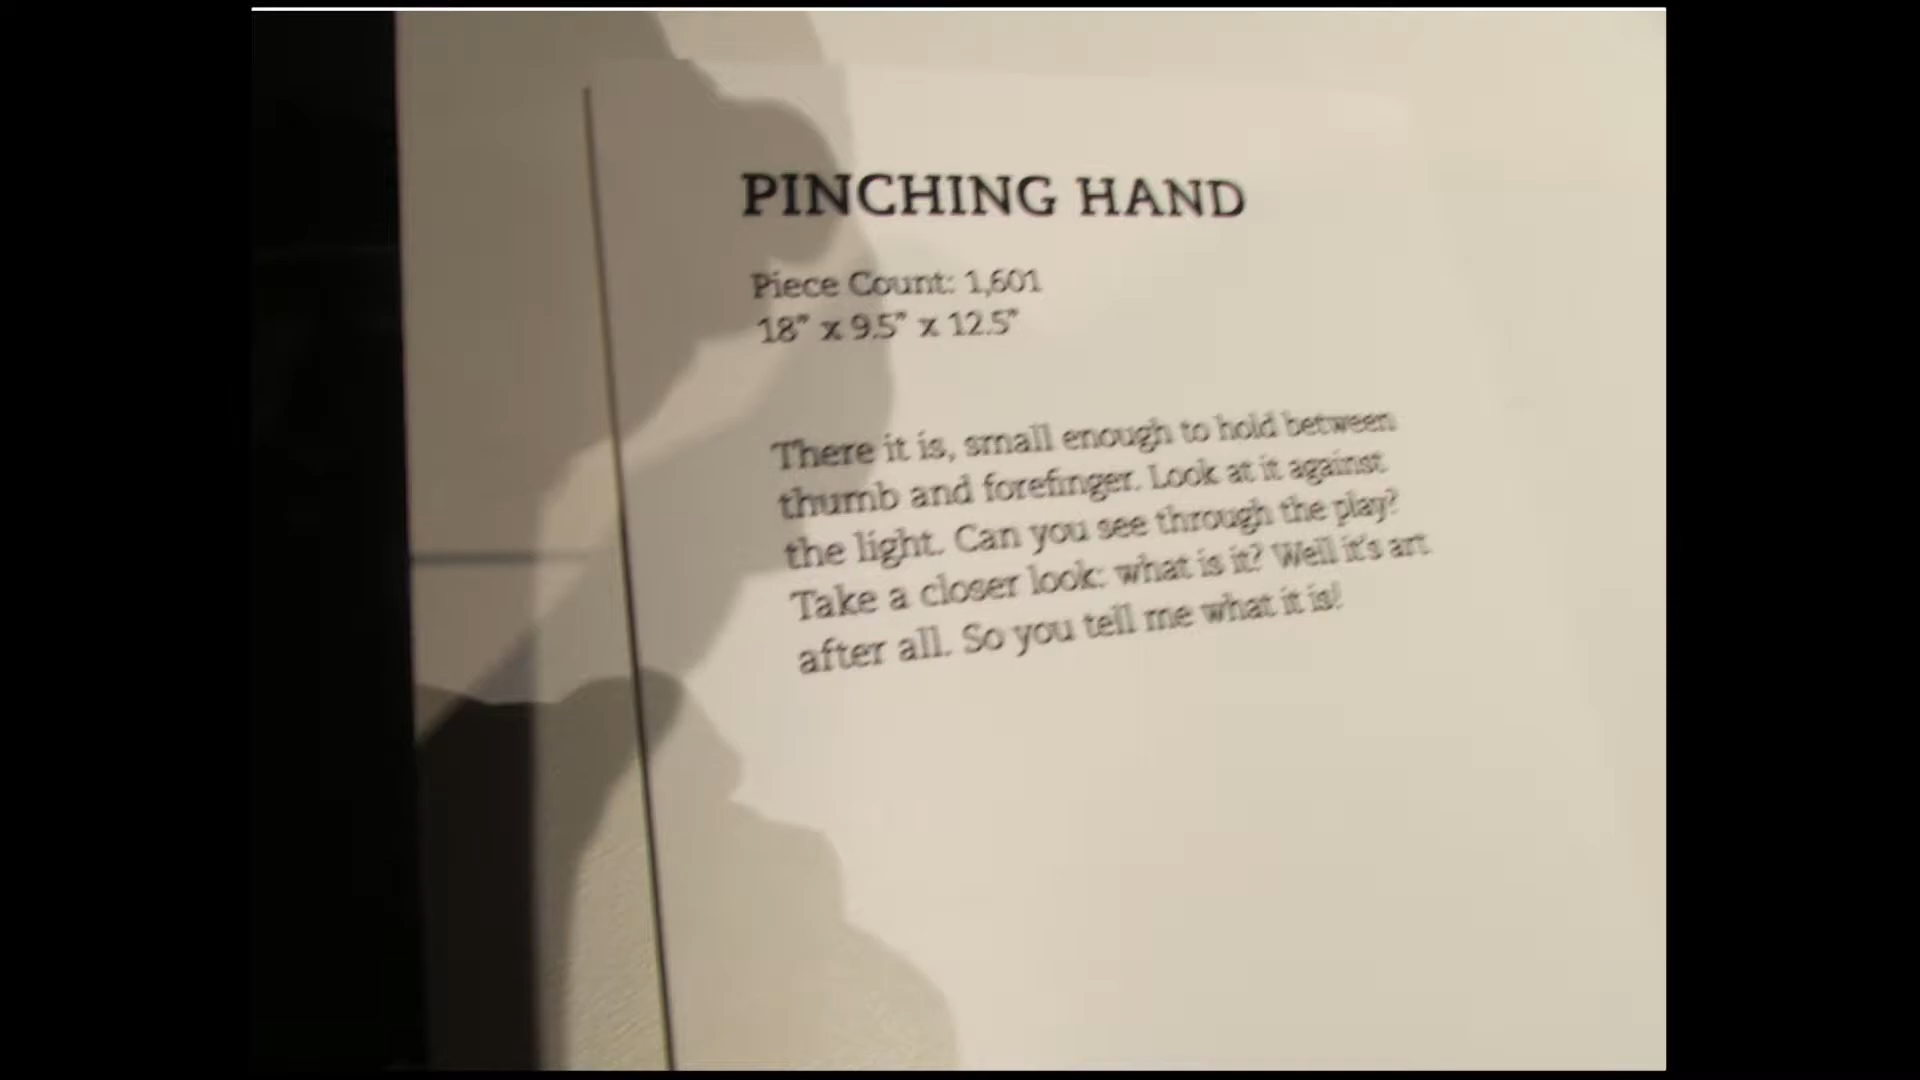 PINCHING HAND
Piece Count: 1,601
18" x 9.5" x 12.5"
There it is, small enough to hold between
thumb and forefinger. Look at it against
the light. Can you see through the play?
Take a closer look: what is it? Well it's art
after all. So you tell me what it is!